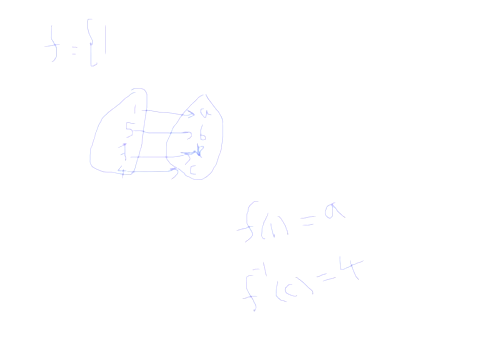 f = {1
1 a
5 b
4 c
f(1) = a
f⁻¹(c) = 4